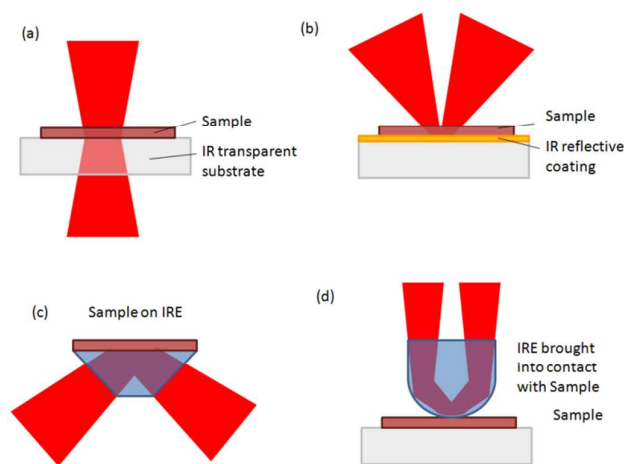 (a)
Sample
IR transparent
substrate
(b)
Sample
IR reflective
coating
(c)
Sample on IRE
(d)
IRE brought
into contact
with Sample
Sample